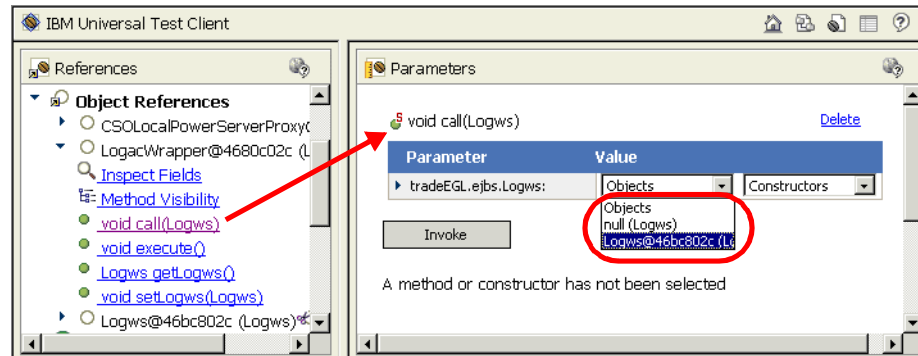 IBM Universal Test Client
References
Object References
CSOLocalPowerServerProxy(
LogacWrapper@4680c02c (L
Inspect Fields
Method Visibility
void call(Logws)
void execute()
Logws getLogws()
void setLogws(Logws)
Logws@46bc802c (Logws)
Parameters
void call(Logws)
Delete
Parameter Value
tradeEGL.ejbs.Logws: Objects Constructors
Objects
null (Logws)
Logws@46bc802c (Lo
Invoke
A method or constructor has not been selected